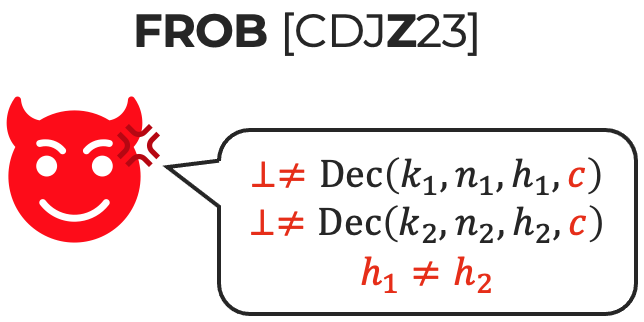 FROB [CDJZ23]
⊥≠ Dec(k₁, n₁, h₁, c)
⊥≠ Dec(k₂, n₂, h₂, c)
h₁ ≠ h₂